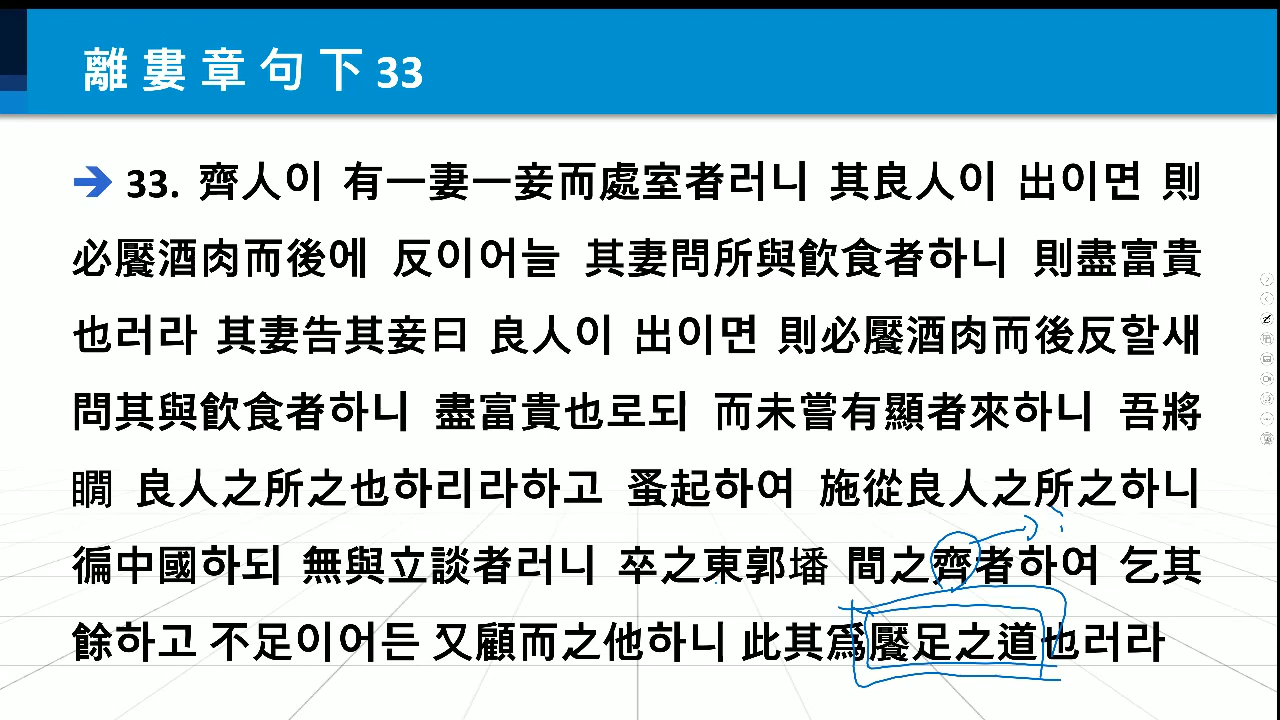 離婁章句下 33
33. 齊人이 有一妻一妾而處室者러니 其良人이 出이면 則
必饜酒肉而後에 反이어늘 其妻問所與飮食者하니 則盡富貴
也러라 其妻告其妾曰 良人이 出이면 則必饜酒肉而後反할새
問其與飮食者하니 盡富貴也로되 而未嘗有顯者來하니 吾將
瞯 良人之所之也하리라하고 蚤起하여 施從良人之所之하니
徧中國하되 無與立談者러니 卒之東郭墦 間之齊者하여 乞其
餘하고 不足이어든 又顧而之他하니 此其爲饜足之道也러라